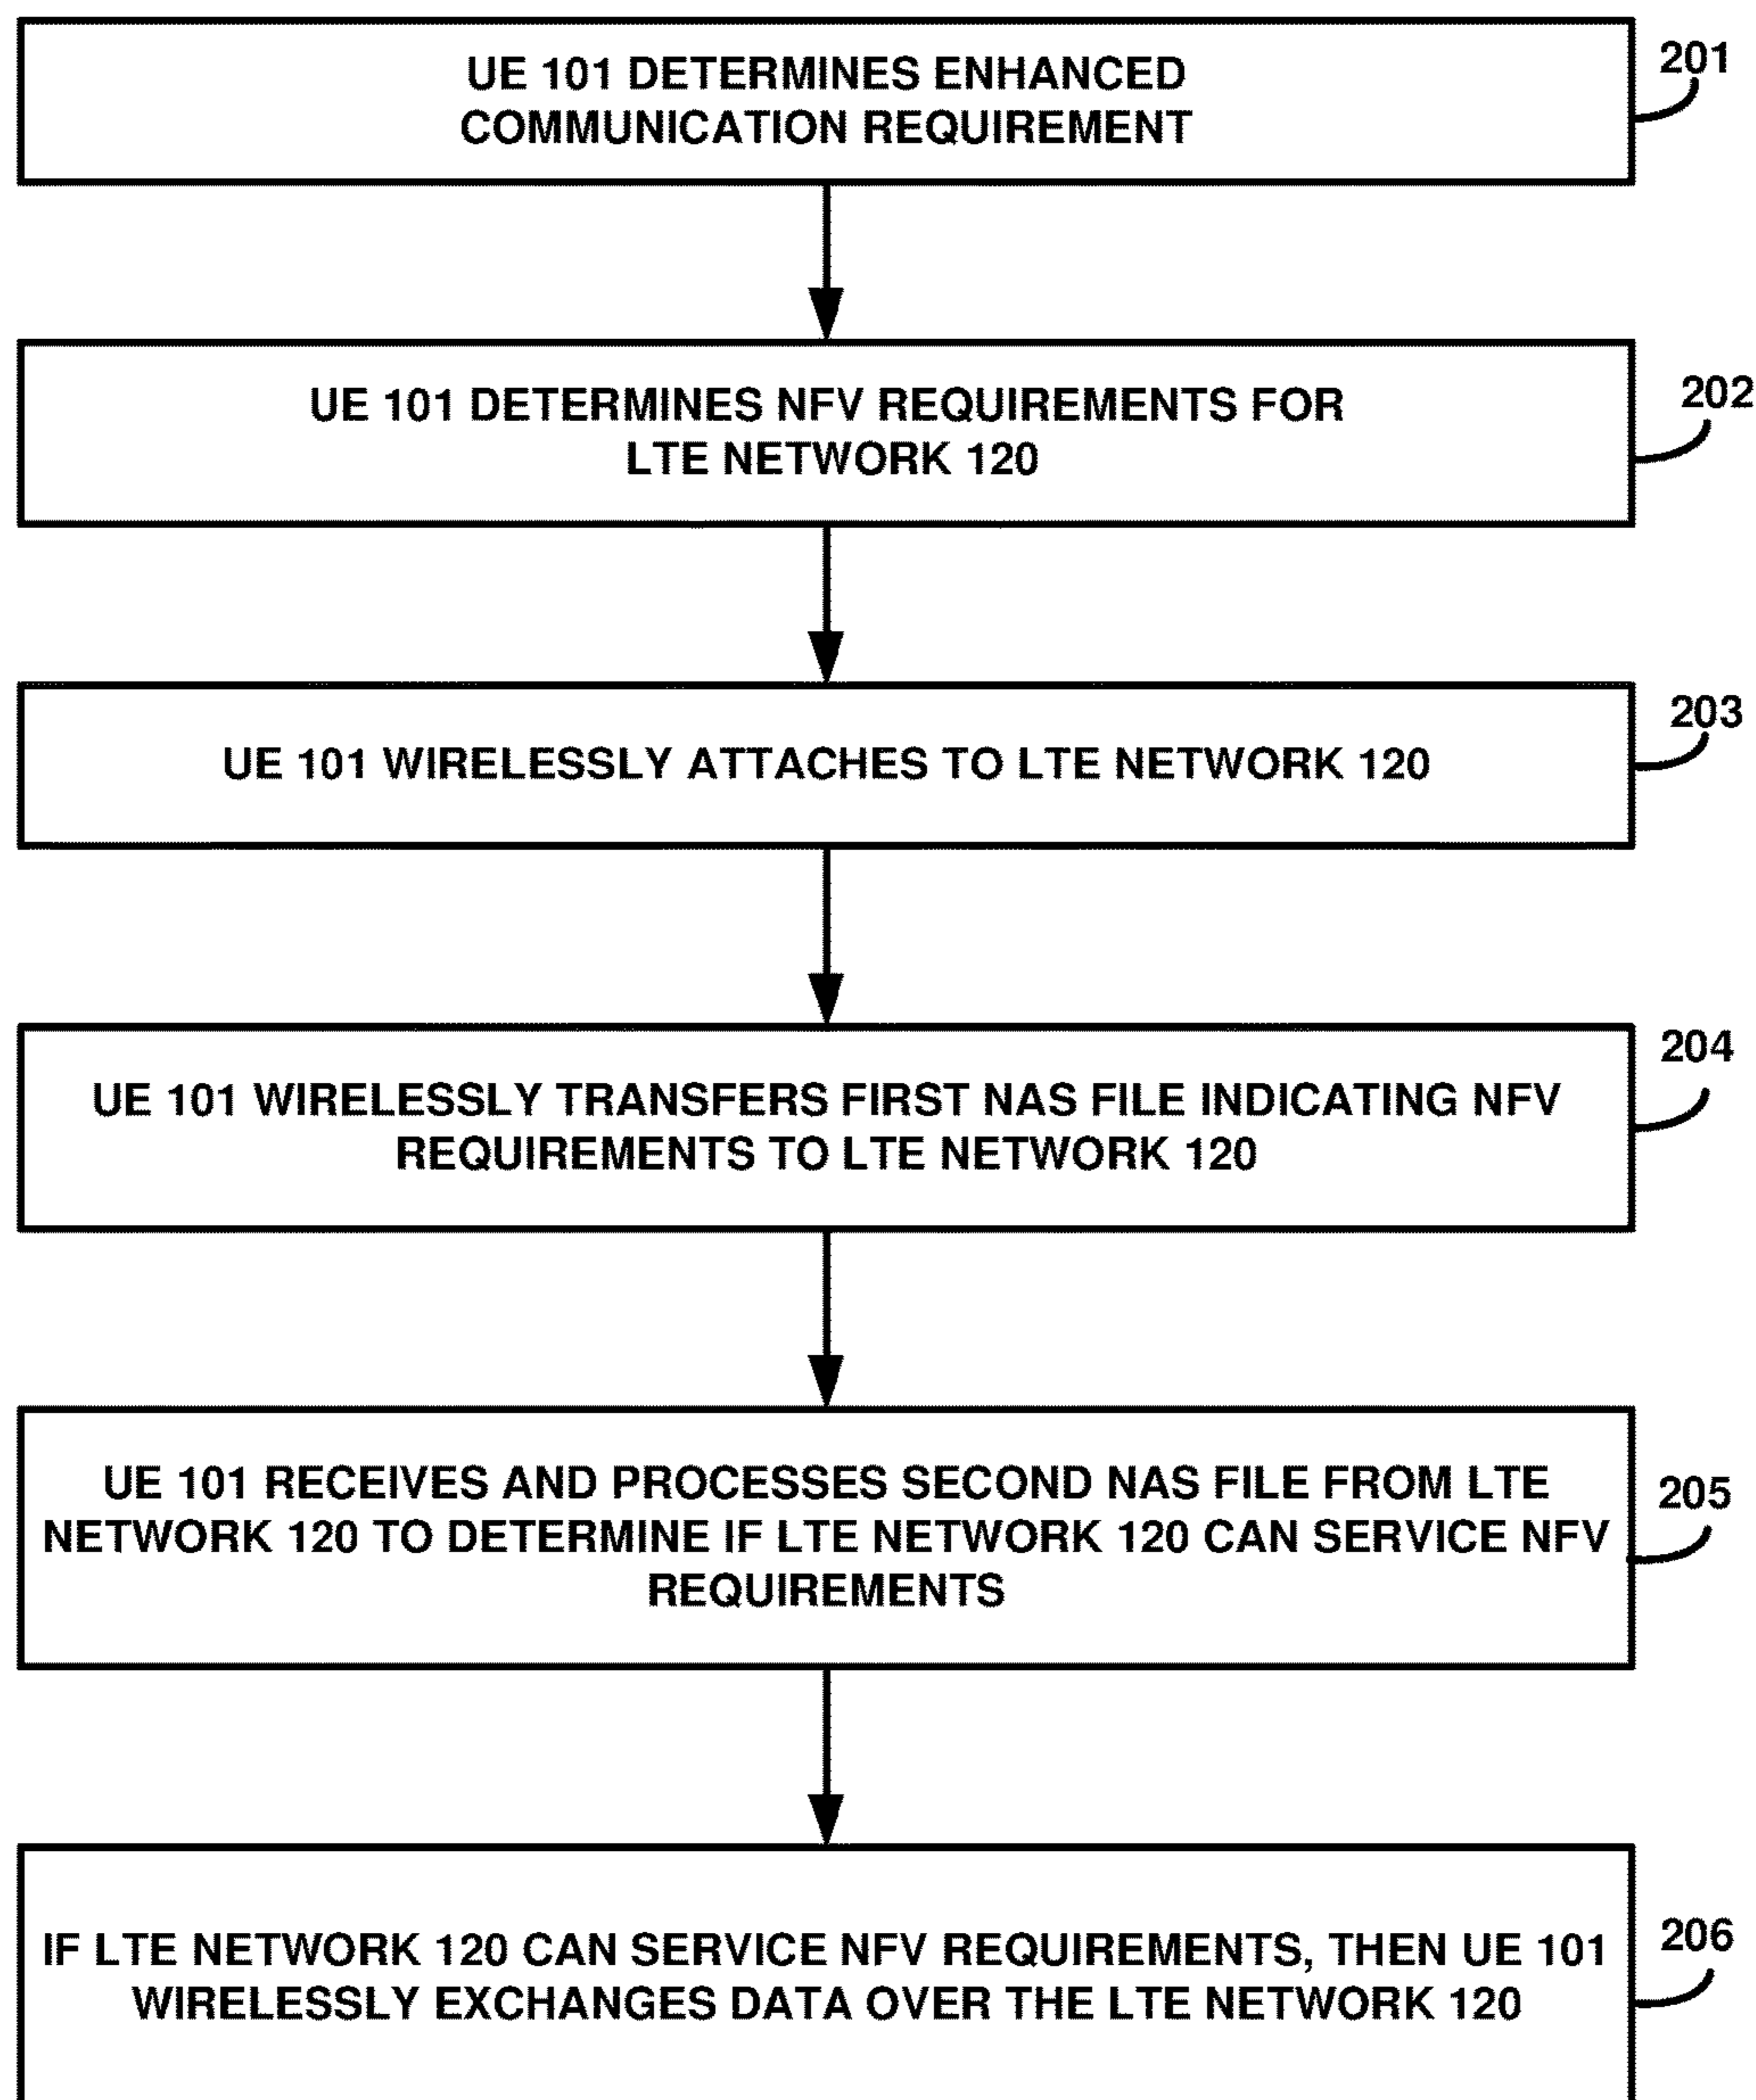 UE 101 DETERMINES ENHANCED
COMMUNICATION REQUIREMENT
201
UE 101 DETERMINES NFV REQUIREMENTS FOR
LTE NETWORK 120
202
UE 101 WIRELESSLY ATTACHES TO LTE NETWORK 120
203
UE 101 WIRELESSLY TRANSFERS FIRST NAS FILE INDICATING NFV
REQUIREMENTS TO LTE NETWORK 120
204
UE 101 RECEIVES AND PROCESSES SECOND NAS FILE FROM LTE
NETWORK 120 TO DETERMINE IF LTE NETWORK 120 CAN SERVICE NFV
REQUIREMENTS
205
IF LTE NETWORK 120 CAN SERVICE NFV REQUIREMENTS, THEN UE 101
WIRELESSLY EXCHANGES DATA OVER THE LTE NETWORK 120
206